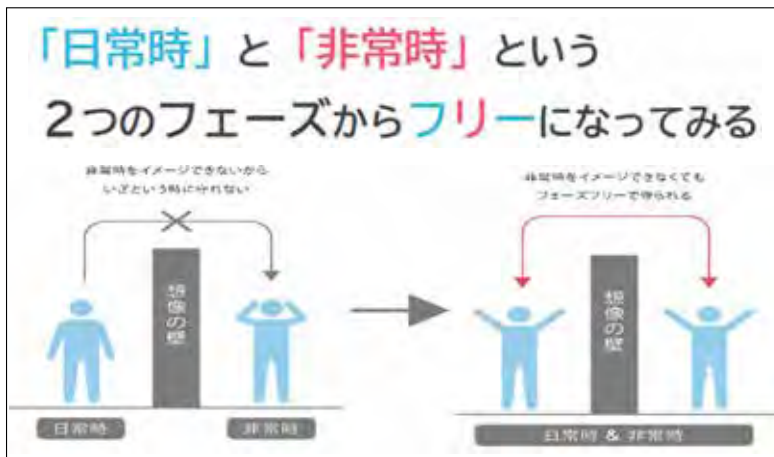 「日常時」と「非常時」という
２つのフェーズからフリーになってみる
非常時をイメージできないから
いざという時に守れない
非常時をイメージできなくても
フェーズフリーで守られる
想像の壁
想像の壁
日常時
非常時
日常時 & 非常時